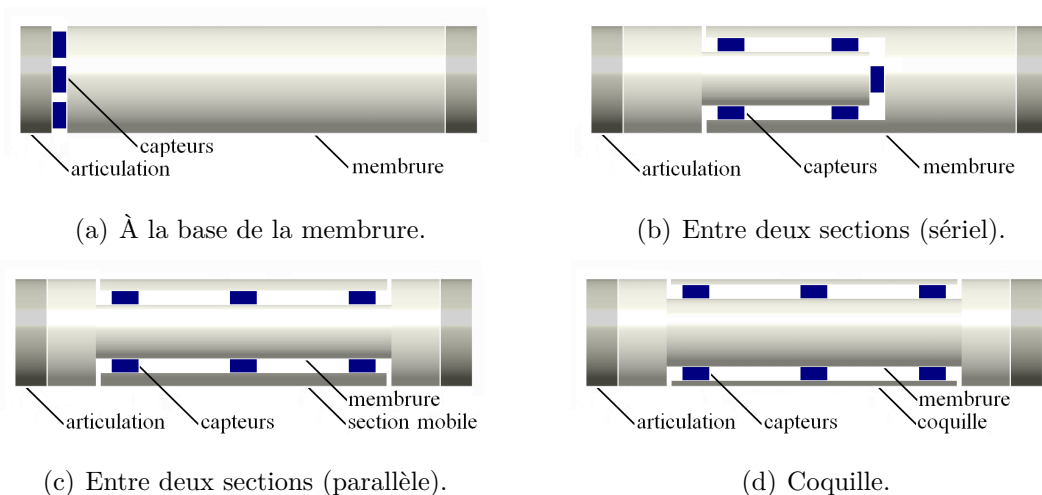 capteurs
articulation
membrure
(a) À la base de la membrure.
articulation
capteurs
membrure
(b) Entre deux sections (sériel).
membrure
articulation
capteurs
section mobile
(c) Entre deux sections (parallèle).
membrure
articulation
capteurs
coquille
(d) Coquille.